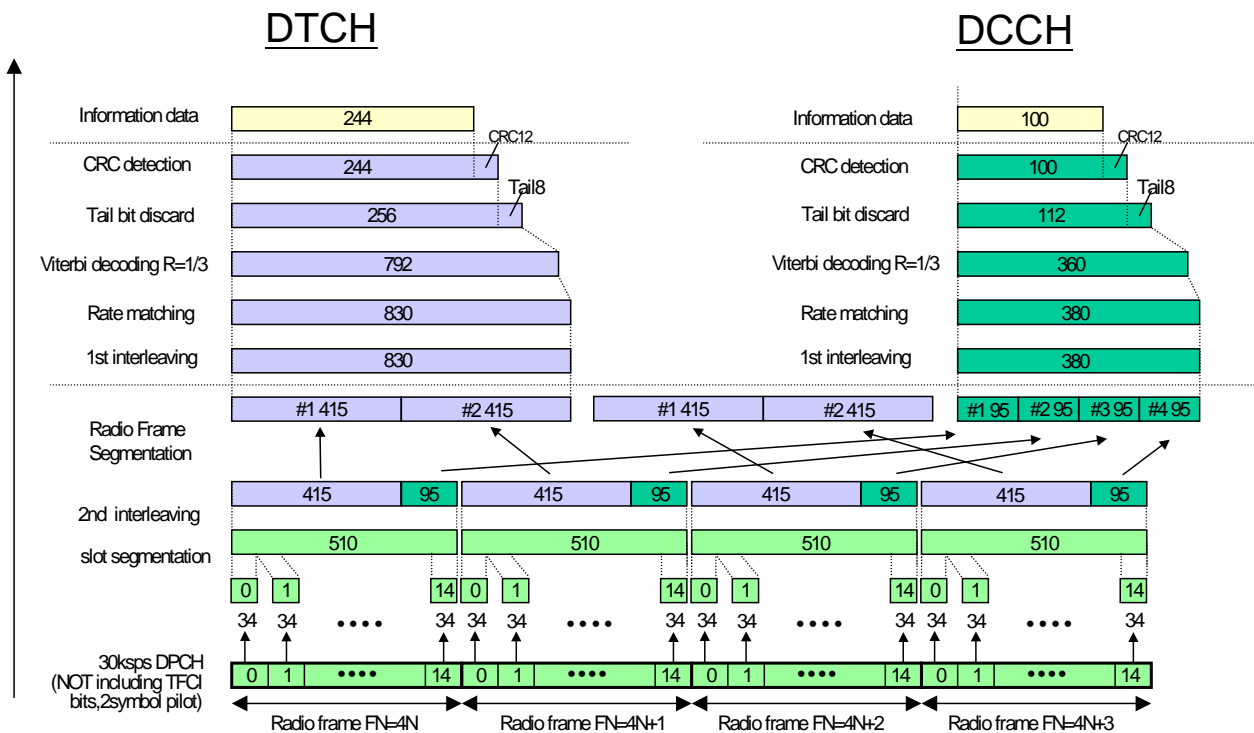 DTCH DCCH
Information data 244 Information data 100
CRC12 CRC12
CRC detection 244 CRC detection 100
Tail8 Tail8
Tail bit discard 256 Tail bit discard 112
Viterbi decoding R=1/3 792 Viterbi decoding R=1/3 360
Rate matching 830 Rate matching 380
1st interleaving 830 1st interleaving 380
#1 415 #2 415 #1 415 #2 415 #1 95 #2 95 #3 95 #4 95
Radio Frame
Segmentation
415 95 415 95 415 95 415 95
2nd interleaving
slot segmentation 510 510 510 510
0 1 14 0 1 14 0 1 14 0 1 14
34 34 •••• 34 34 34 •••• 34 34 34 •••• 34 34 34 •••• 34
30ksps DPCH
(NOT including TFCI
bits,2symbol pilot)
0 1 •••• 14 0 1 •••• 14 0 1 •••• 14 0 1 •••• 14
Radio frame FN=4N Radio frame FN=4N+1 Radio frame FN=4N+2 Radio frame FN=4N+3